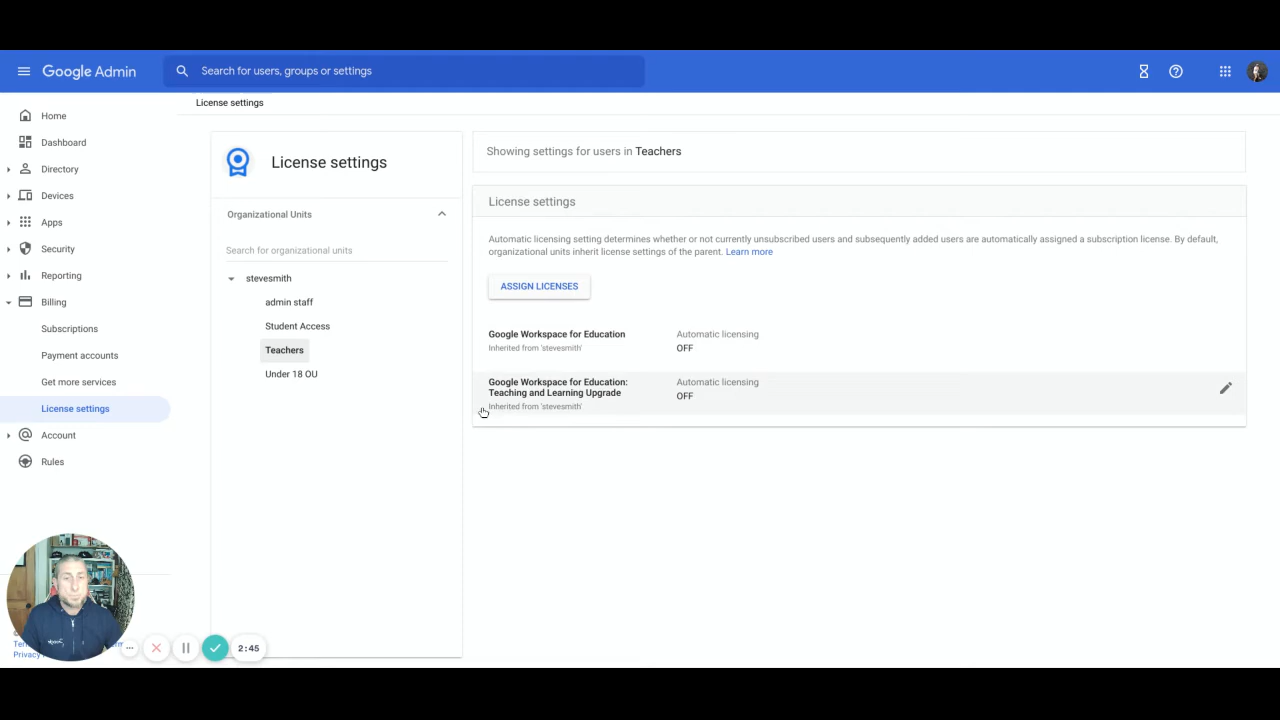 Google Admin
Search for users, groups or settings
License settings
Home
Dashboard
Directory
Devices
Apps
Security
Reporting
Billing
Subscriptions
Payment accounts
Get more services
License settings
Account
Rules
License settings
Organizational Units
Search for organizational units
stevesmith
admin staff
Student Access
Teachers
Under 18 OU
Showing settings for users in Teachers
License settings
Automatic licensing setting determines whether or not currently unsubscribed users and subsequently added users are automatically assigned a subscription license. By default,
organizational units inherit license settings of the parent. Learn more
ASSIGN LICENSES
Google Workspace for Education
Inherited from 'stevesmith'
Automatic licensing
OFF
Google Workspace for Education:
Teaching and Learning Upgrade
Inherited from 'stevesmith'
Automatic licensing
OFF
2:45